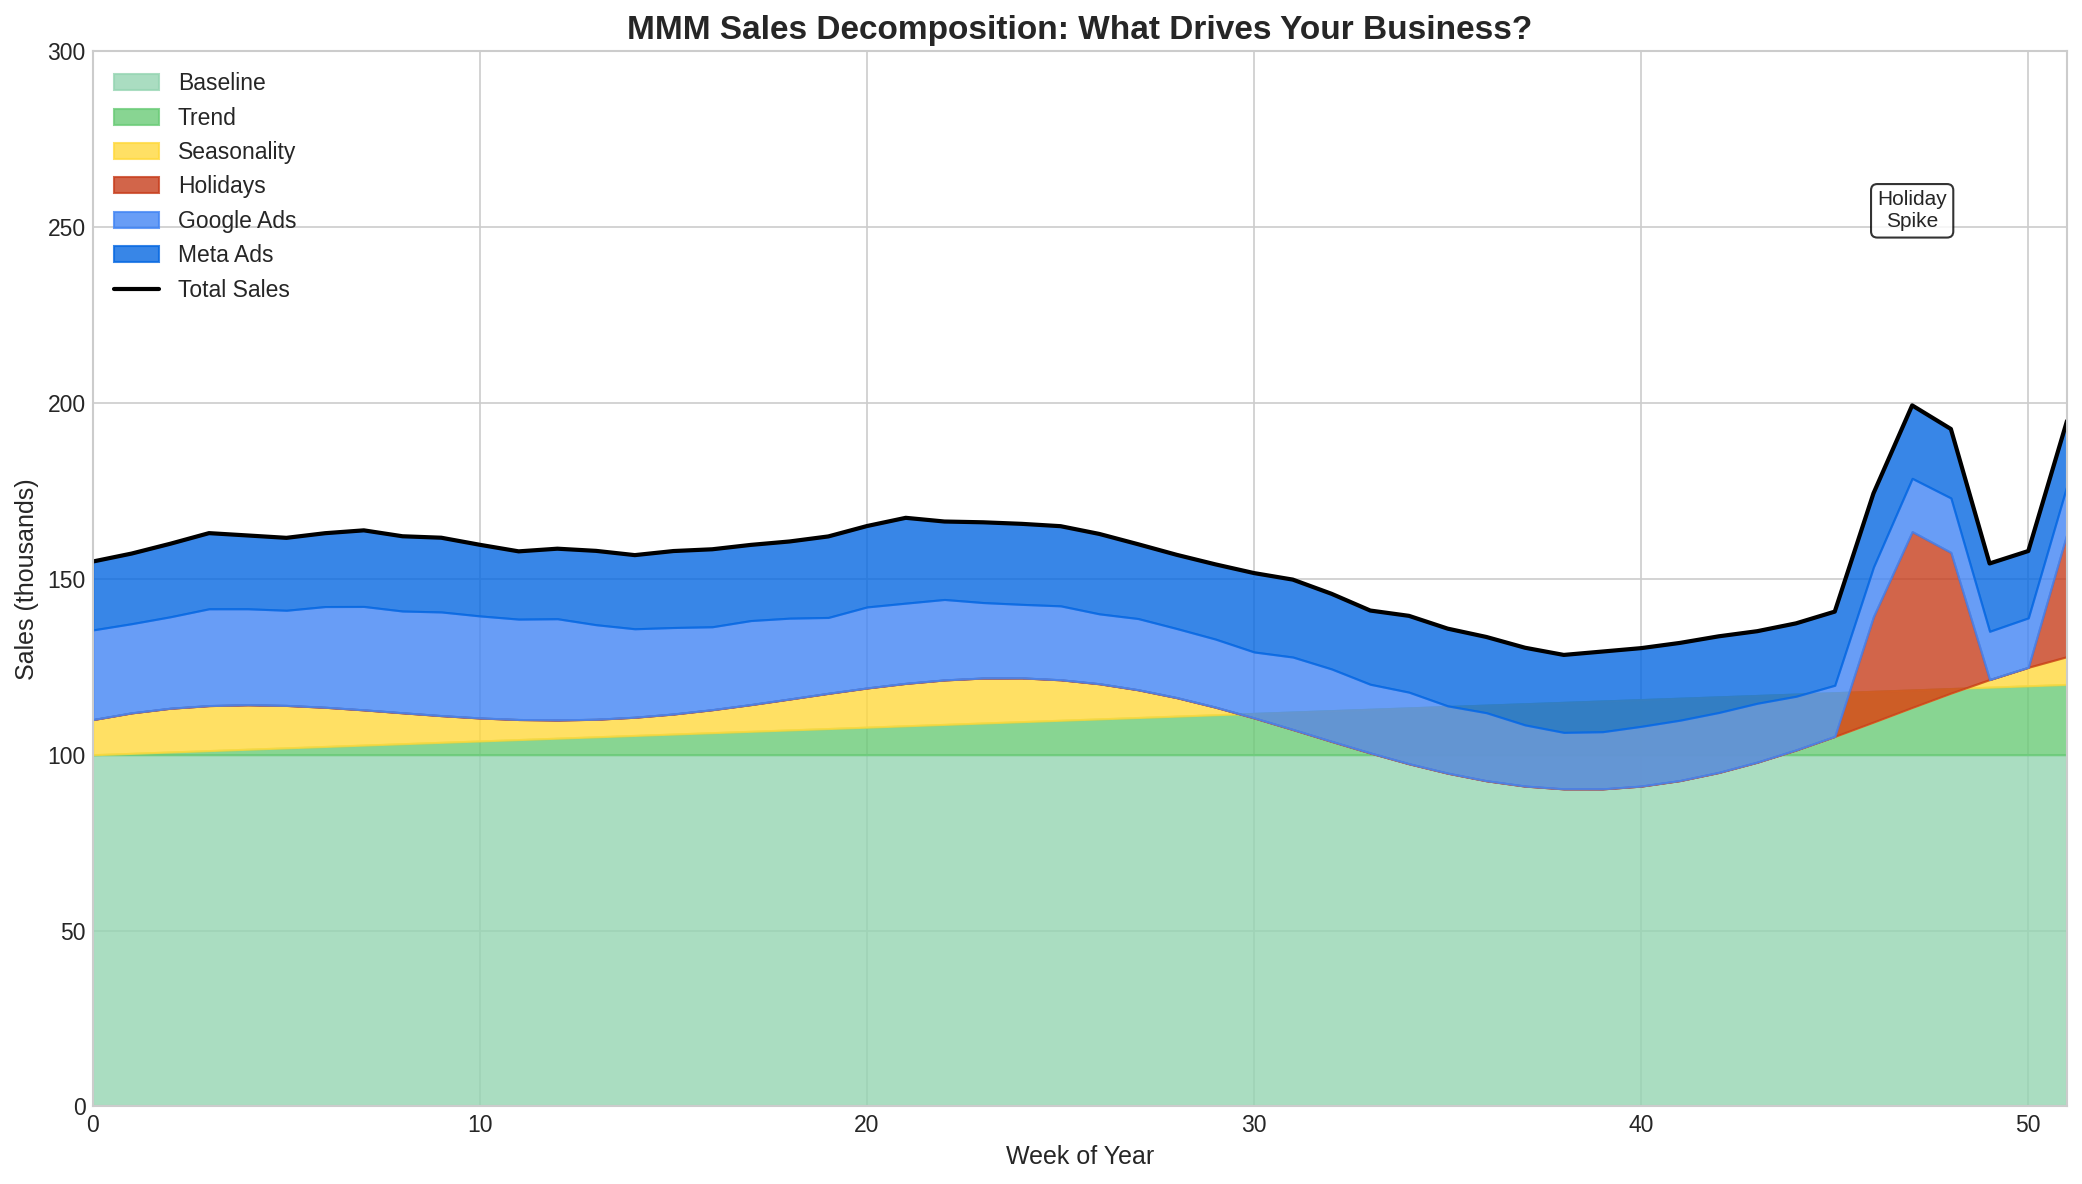 MMM Sales Decomposition: What Drives Your Business?
300
250
200
150
100
50
0
Sales (thousands)
Baseline
Trend
Seasonality
Holidays
Google Ads
Meta Ads
Total Sales
Holiday
Spike
0 10 20 30 40 50
Week of Year